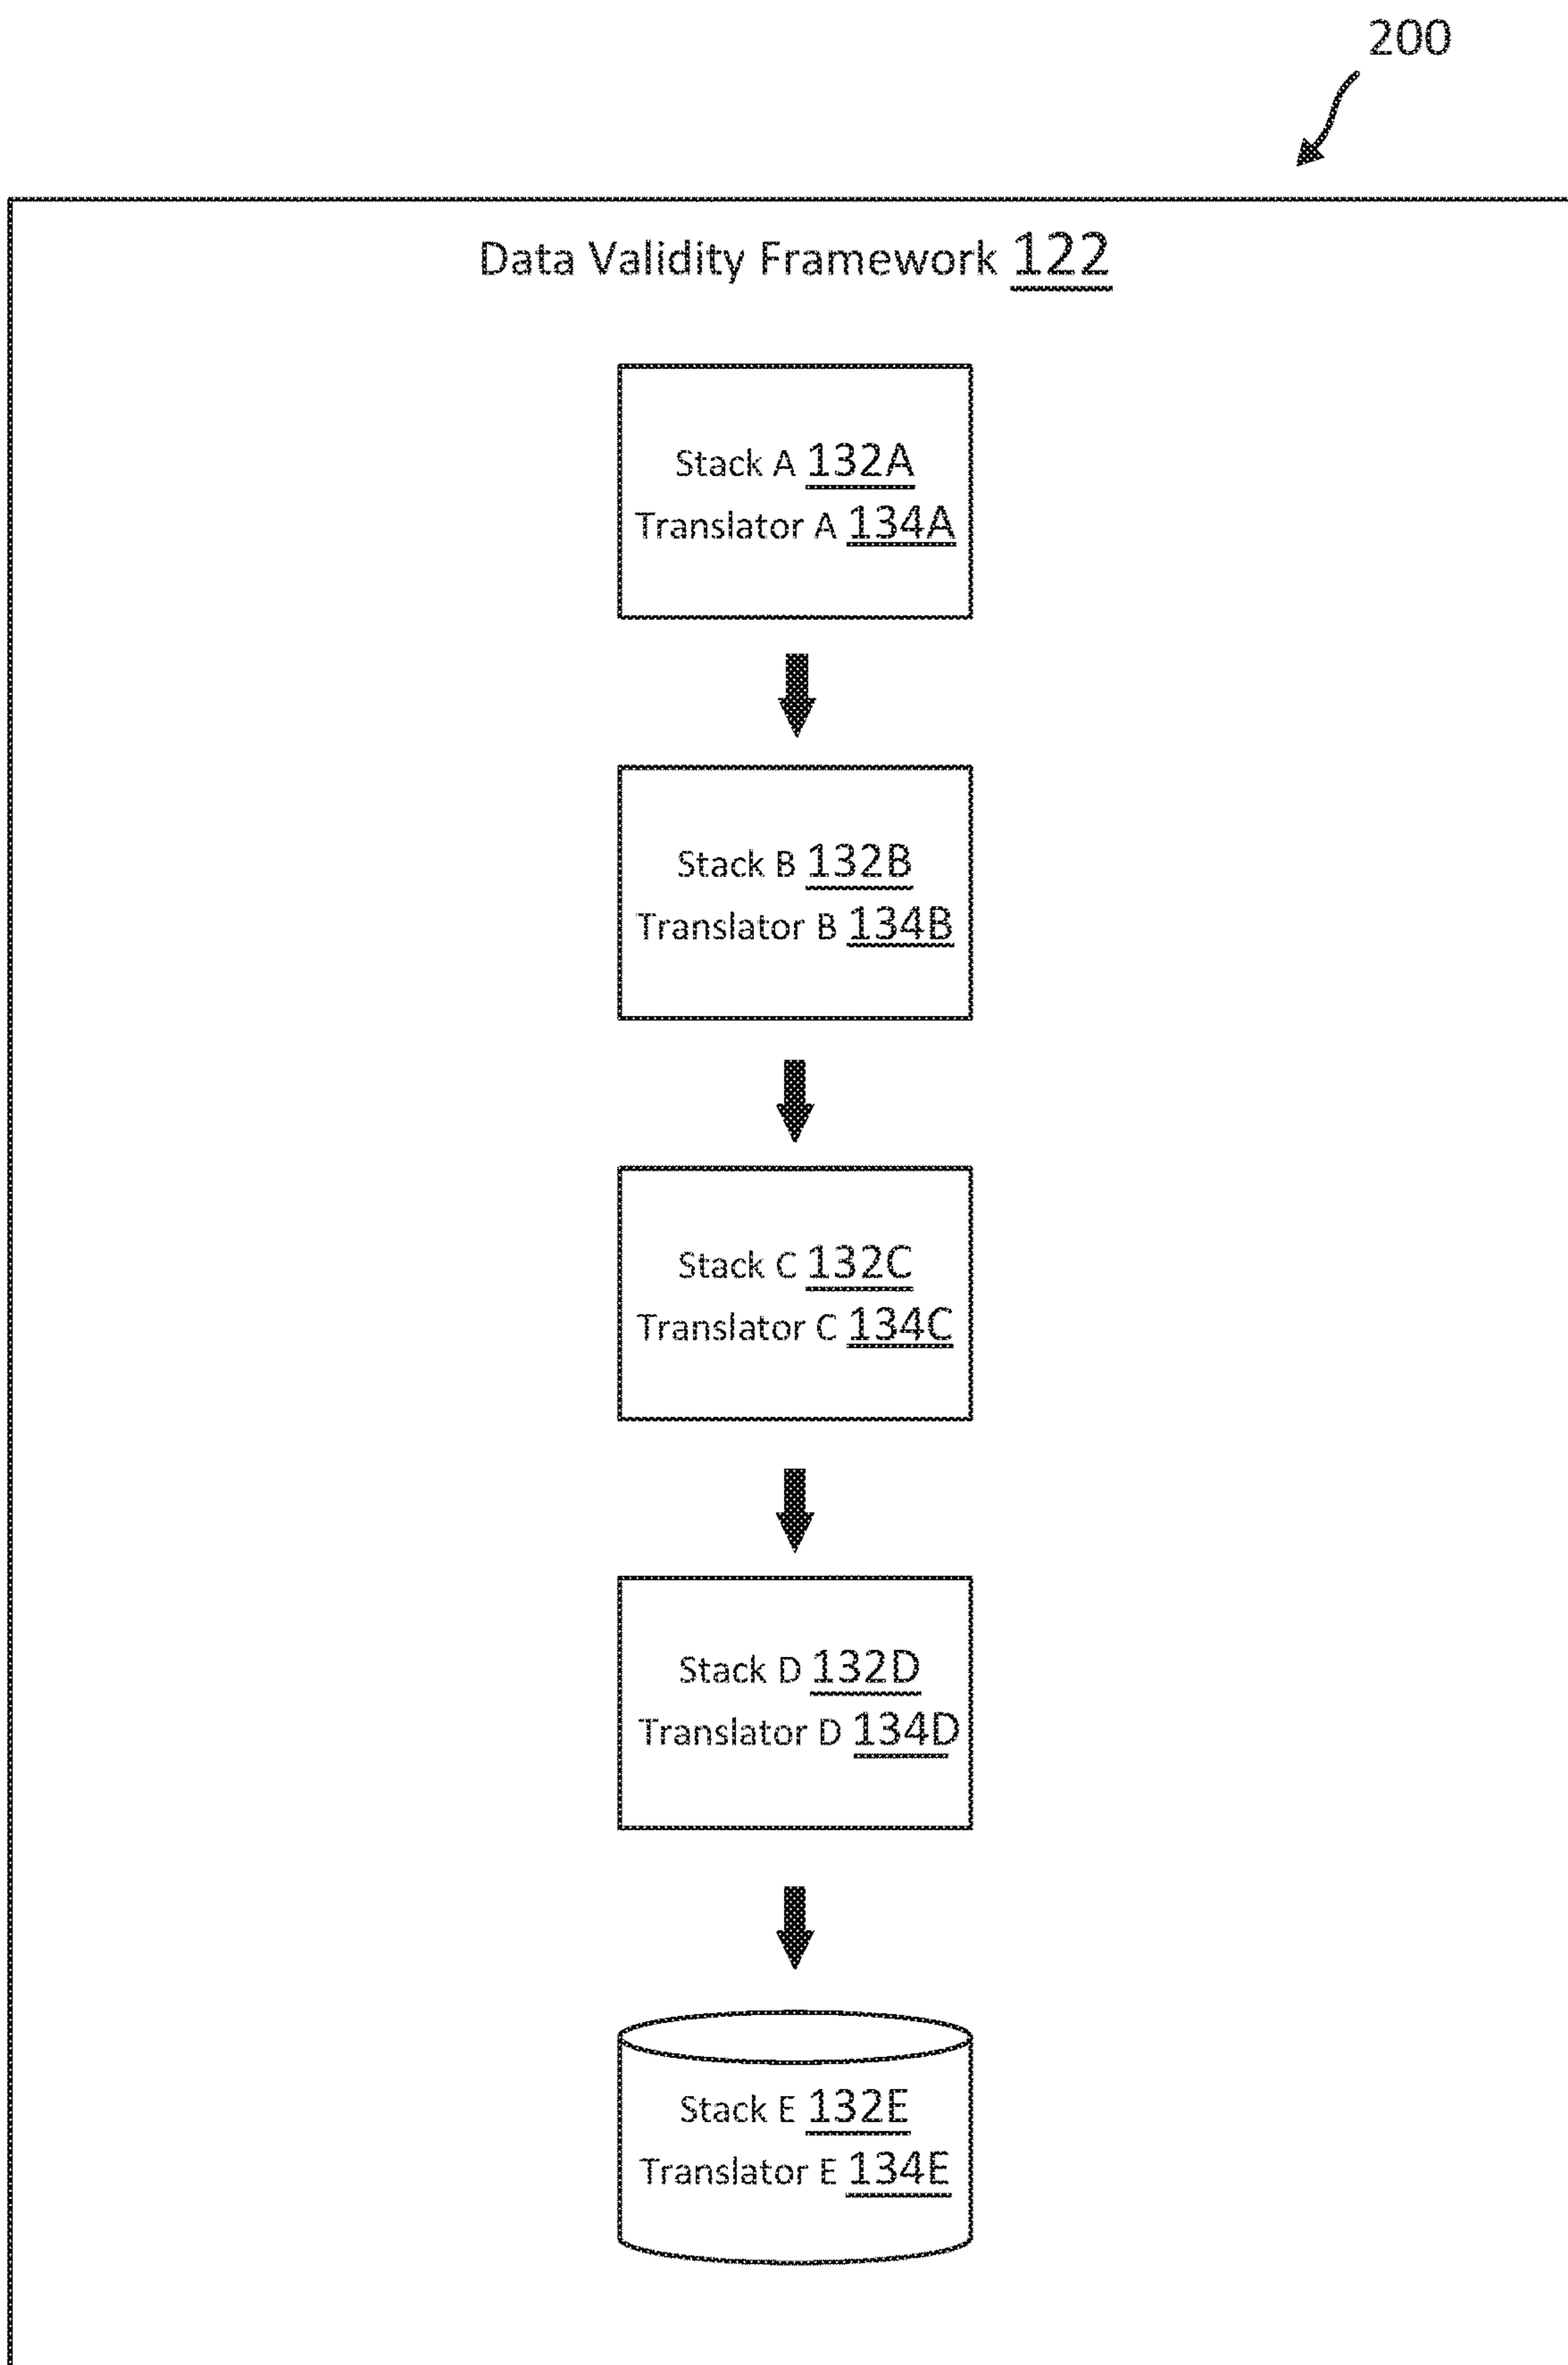 200
Data Validity Framework 122
Stack A 132A
Translator A 134A
Stack B 132B
Translator B 134B
Stack C 132C
Translator C 134C
Stack D 132D
Translator D 134D
Stack E 132E
Translator E 134E